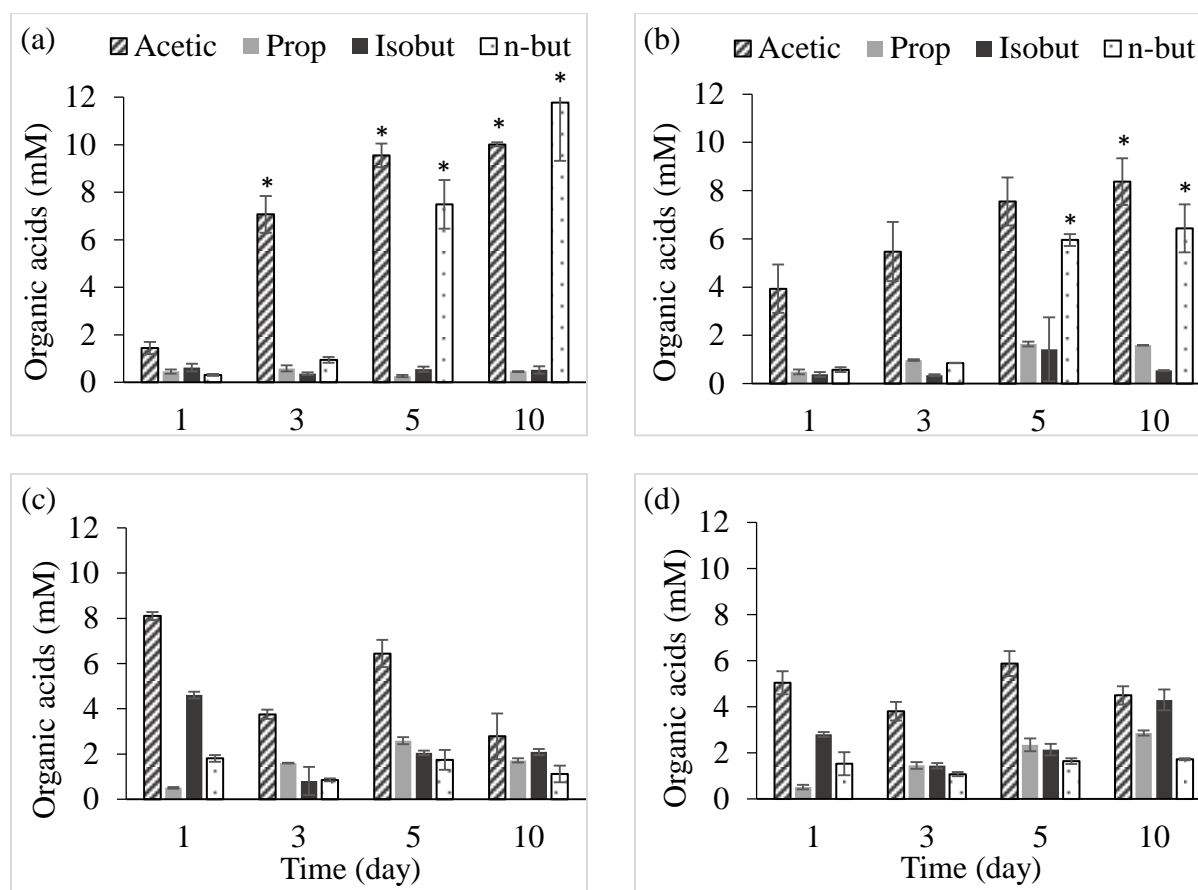 (a)
Acetic Prop Isobut n-but
Organic acids (mM)
12
10
8
6
4
2
0
* * * * *
1 3 5 10
(b)
Acetic Prop Isobut n-but
Organic acids (mM)
12
10
8
6
4
2
0
* * *
1 3 5 10
(c)
Organic acids (mM)
12
10
8
6
4
2
0
1 3 5 10
Time (day)
(d)
Organic acids (mM)
12
10
8
6
4
2
0
1 3 5 10
Time (day)